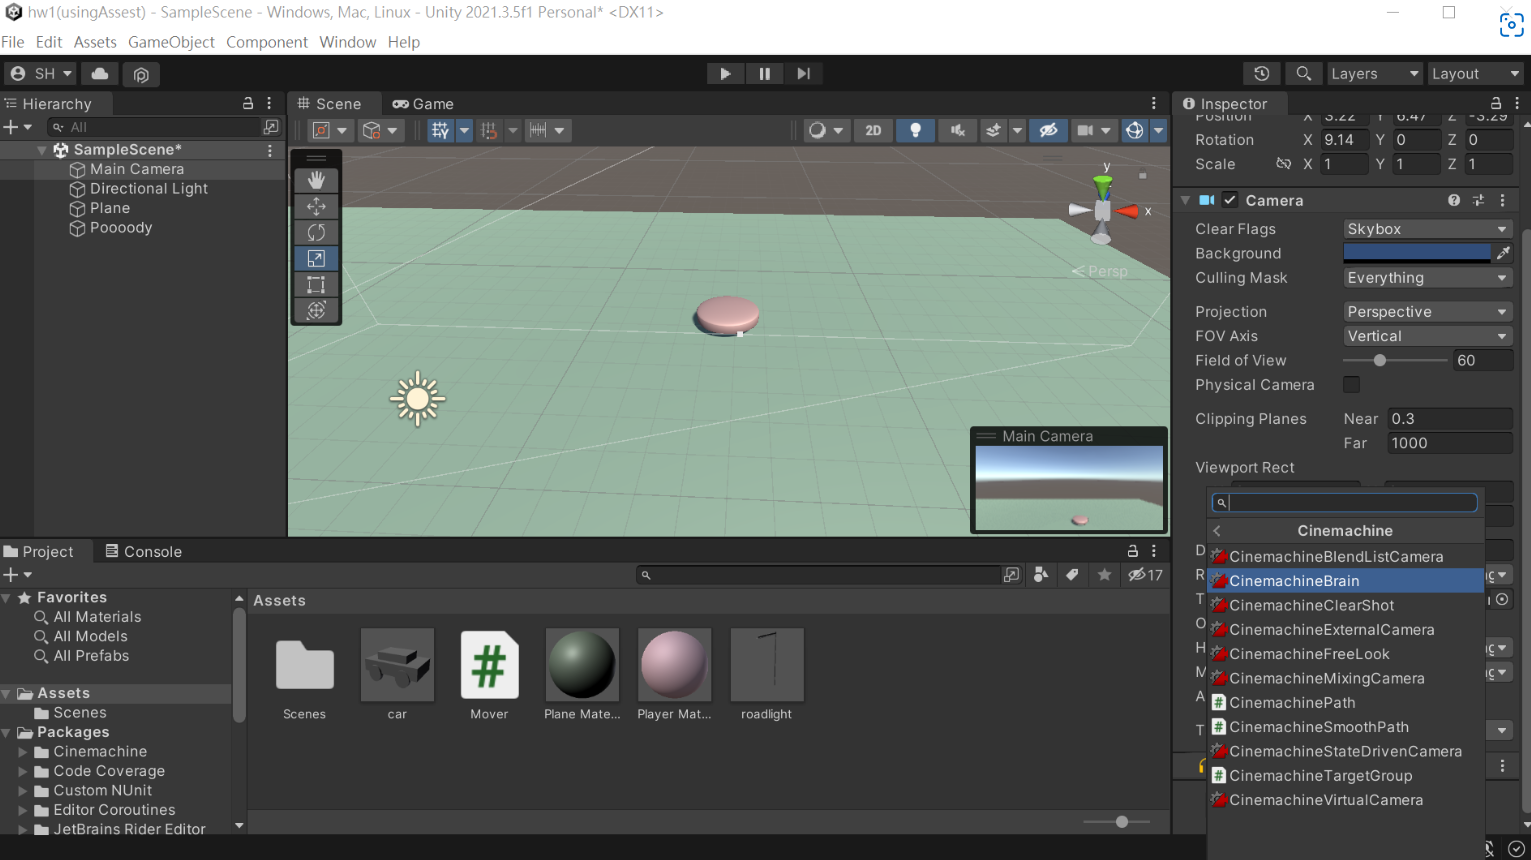 hw1(usingAssest) - SampleScene - Windows, Mac, Linux - Unity 2021.3.5f1 Personal* <DX11>
File Edit Assets GameObject Component Window Help
SH Layers Layout
Hierarchy
All
SampleScene*
Main Camera
Directional Light
Plane
Poooody
Scene Game
2D
y
x
Persp
Main Camera
Inspector
Position X 3.22 Y 6.47 Z -3.29
Rotation X 9.14 Y 0 Z 0
Scale X 1 Y 1 Z 1
Camera
Clear Flags Skybox
Background
Culling Mask Everything
Projection Perspective
FOV Axis Vertical
Field of View 60
Physical Camera
Clipping Planes Near 0.3
Far 1000
Viewport Rect
Cinemachine
CinemachineBlendListCamera
CinemachineBrain
CinemachineClearShot
CinemachineExternalCamera
CinemachineFreeLook
CinemachineMixingCamera
CinemachinePath
CinemachineSmoothPath
CinemachineStateDrivenCamera
CinemachineTargetGroup
CinemachineVirtualCamera
D
R
T
O
H
M
A
T
Project Console
17
Favorites
All Materials
All Models
All Prefabs
Assets
Scenes
Packages
Cinemachine
Code Coverage
Custom NUnit
Editor Coroutines
JetBrains Rider Editor
Assets
Scenes car Mover Plane Mate... Player Mat... roadlight